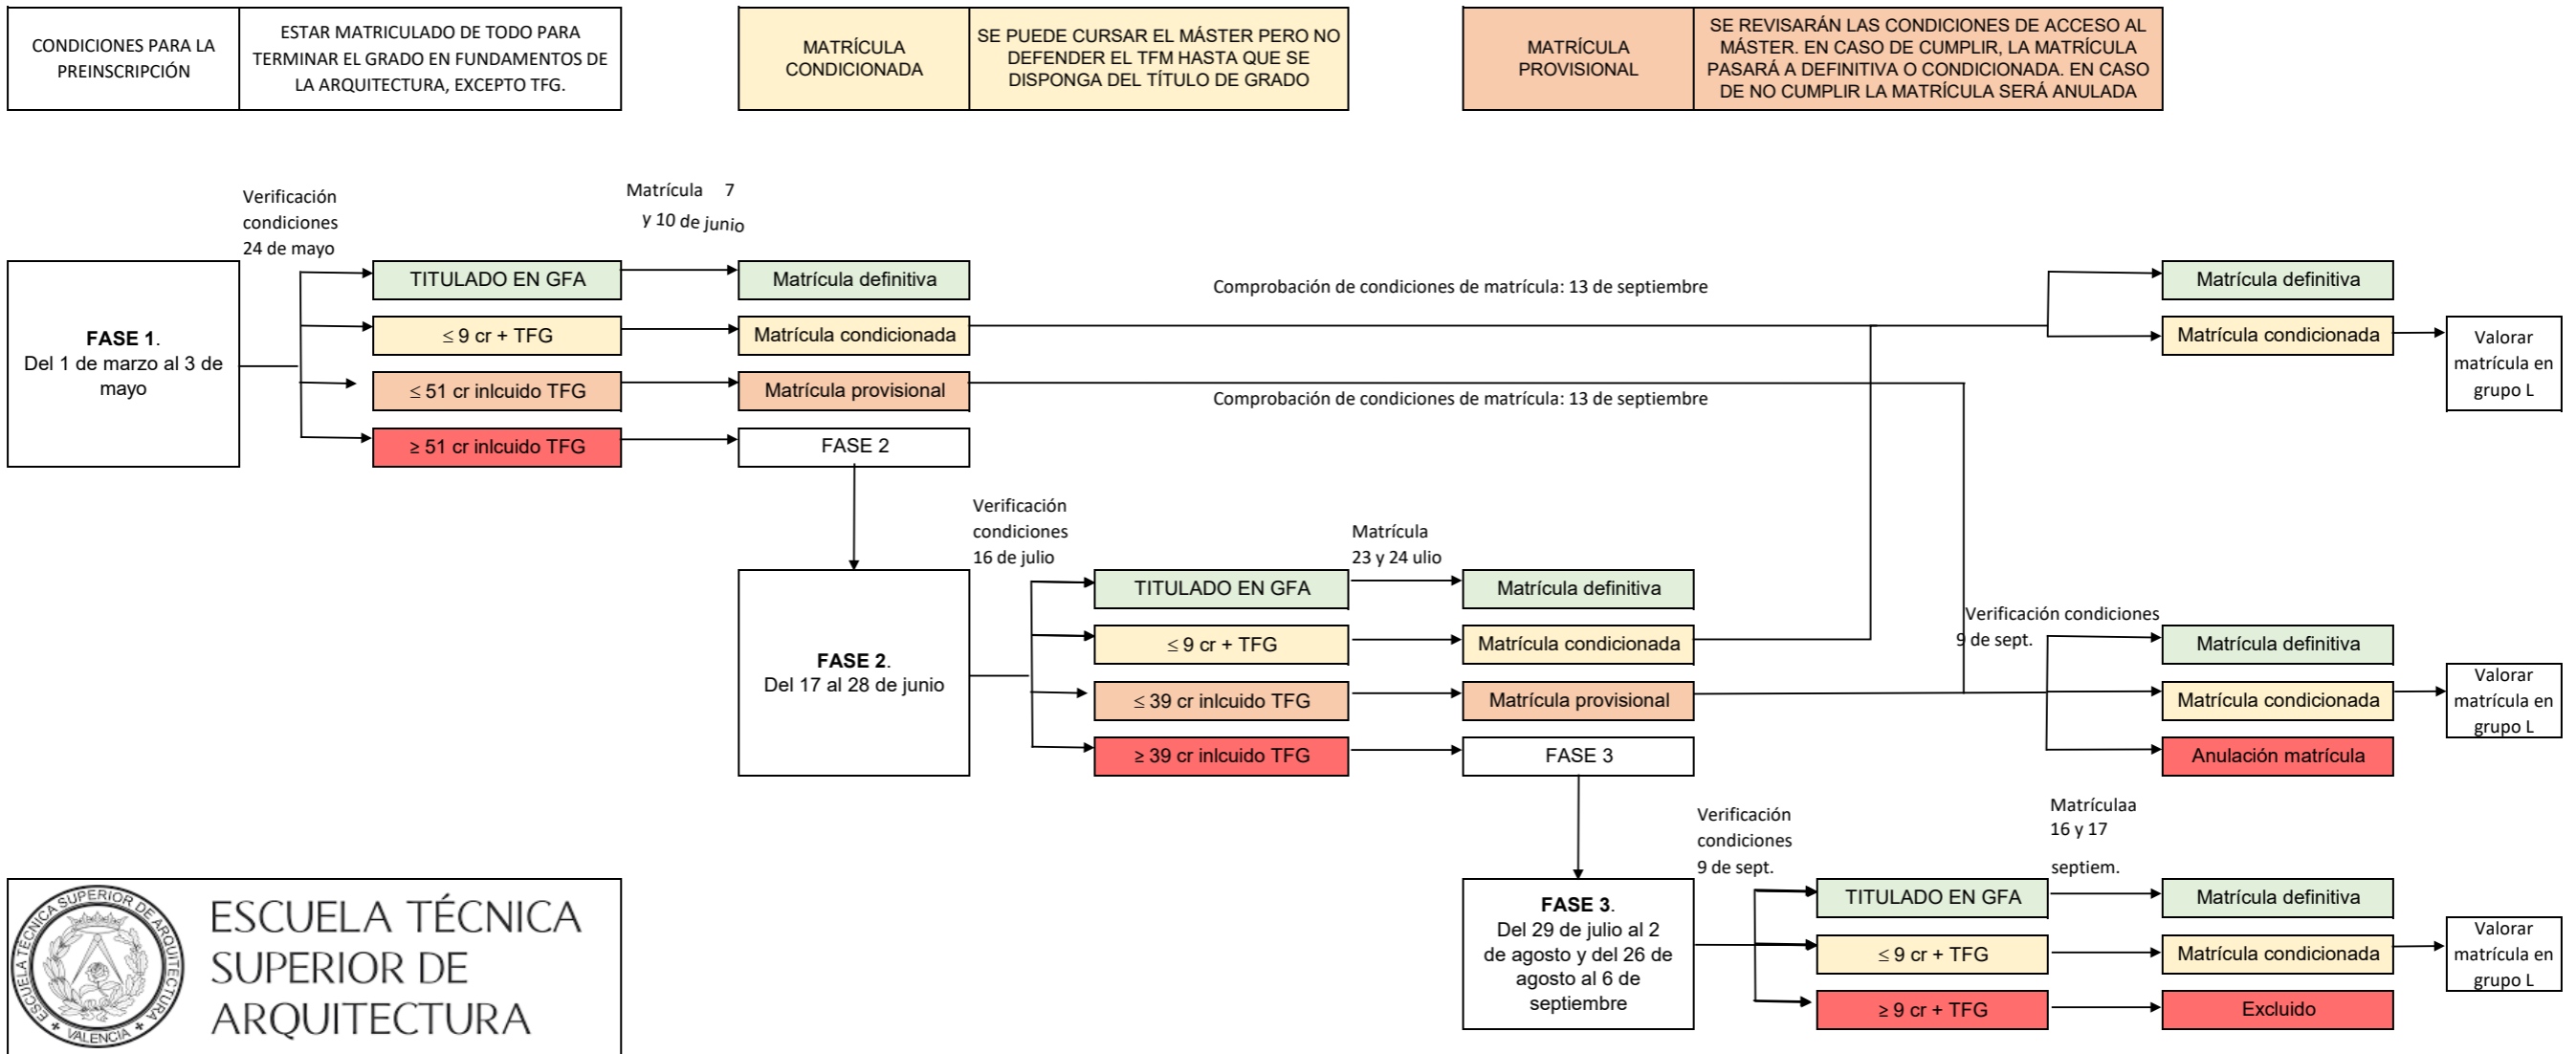 CONDICIONES PARA LA
PREINSCRIPCIÓN
ESTAR MATRICULADO DE TODO PARA
TERMINAR EL GRADO EN FUNDAMENTOS DE
LA ARQUITECTURA, EXCEPTO TFG.
MATRÍCULA
CONDICIONADA
SE PUEDE CURSAR EL MÁSTER PERO NO
DEFENDER EL TFM HASTA QUE SE
DISPONGA DEL TÍTULO DE GRADO
MATRÍCULA
PROVISIONAL
SE REVISARÁN LAS CONDICIONES DE ACCESO AL
MÁSTER. EN CASO DE CUMPLIR, LA MATRÍCULA
PASARÁ A DEFINITIVA O CONDICIONADA. EN CASO
DE NO CUMPLIR LA MATRÍCULA SERÁ ANULADA
Verificación
condiciones
24 de mayo
Matrícula 7
y 10 de junio
FASE 1.
Del 1 de marzo al 3 de
mayo
TITULADO EN GFA
≤ 9 cr + TFG
≤ 51 cr inlcuido TFG
≥ 51 cr inlcuido TFG
Matrícula definitiva
Matrícula condicionada
Matrícula provisional
FASE 2
Comprobación de condiciones de matrícula: 13 de septiembre
Comprobación de condiciones de matrícula: 13 de septiembre
Matrícula definitiva
Matrícula condicionada
Valorar
matrícula en
grupo L
Verificación
condiciones
16 de julio
Matrícula
23 y 24 ulio
FASE 2.
Del 17 al 28 de junio
TITULADO EN GFA
≤ 9 cr + TFG
≤ 39 cr inlcuido TFG
≥ 39 cr inlcuido TFG
Matrícula definitiva
Matrícula condicionada
Matrícula provisional
FASE 3
Verificación condiciones
9 de sept.
Matrícula definitiva
Matrícula condicionada
Anulación matrícula
Valorar
matrícula en
grupo L
Verificación
condiciones
9 de sept.
Matrículaa
16 y 17
septiem.
FASE 3.
Del 29 de julio al 2
de agosto y del 26 de
agosto al 6 de
septiembre
TITULADO EN GFA
≤ 9 cr + TFG
≥ 9 cr + TFG
Matrícula definitiva
Matrícula condicionada
Excluido
Valorar
matrícula en
grupo L
ESCUELA TÉCNICA SUPERIOR DE ARQUITECTURA
VALENCIA
ESCUELA TÉCNICA
SUPERIOR DE
ARQUITECTURA